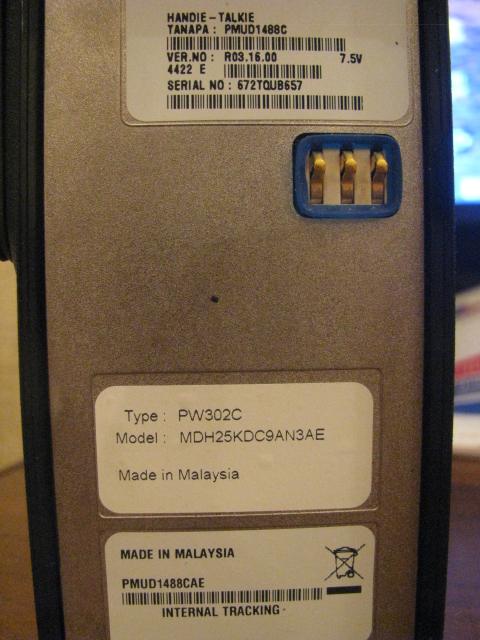 HANDIE-TALKIE
TANAPA : PMUD1488C
VER.NO : R03.16.00 7.5V
4422 E
SERIAL NO : 672TQUB657
Type : PW302C
Model : MDH25KDC9AN3AE
Made in Malaysia
MADE IN MALAYSIA
PMUD1488CAE
INTERNAL TRACKING